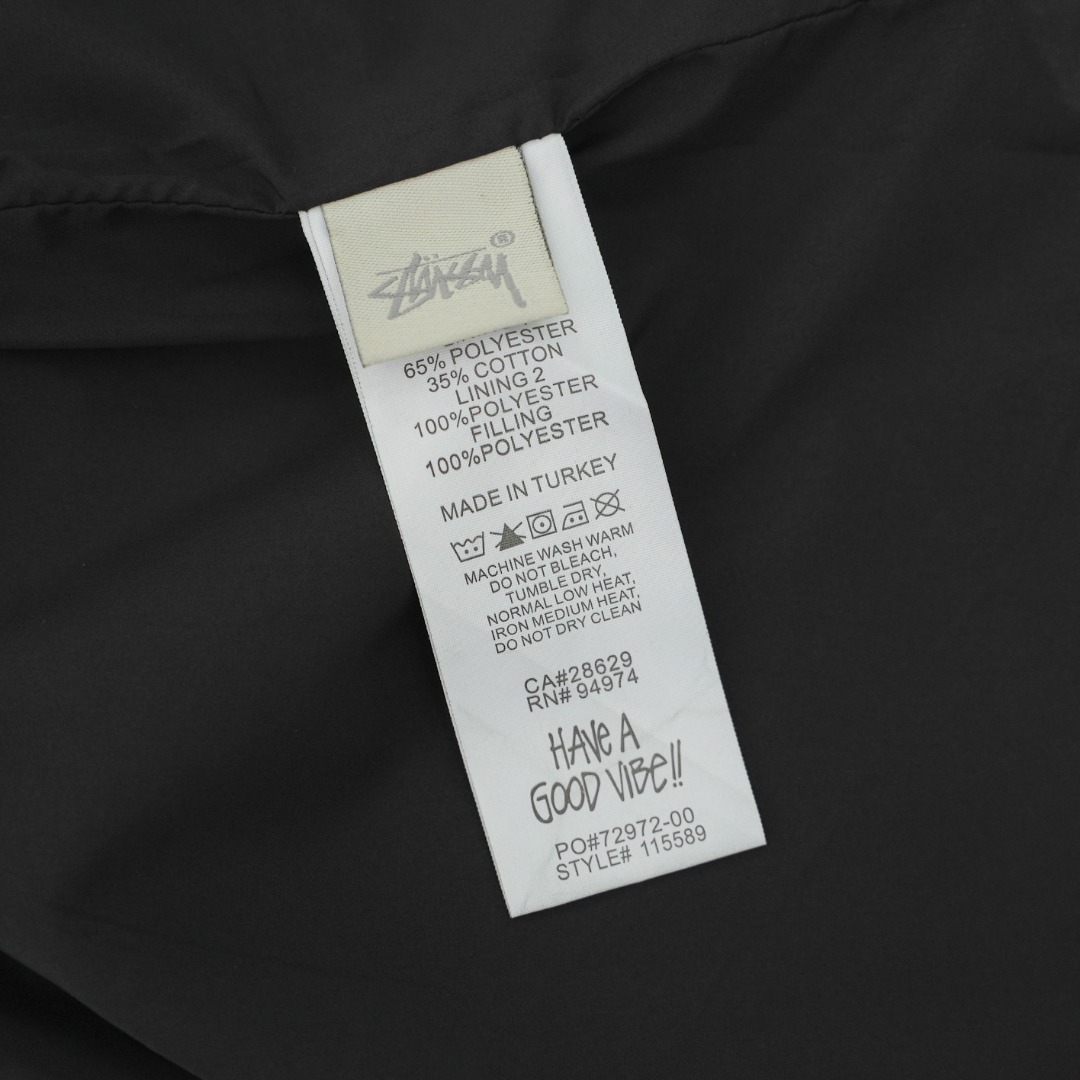 STÜSSY®
65% POLYESTER
35% COTTON
LINING 2
100%POLYESTER
FILLING
100%POLYESTER
MADE IN TURKEY
MACHINE WASH WARM
DO NOT BLEACH,
TUMBLE DRY,
NORMAL LOW HEAT,
IRON MEDIUM HEAT,
DO NOT DRY CLEAN
CA#28629
RN# 94974
HAVE A
GOOD VIBE!!
PO#72972-00
STYLE# 115589